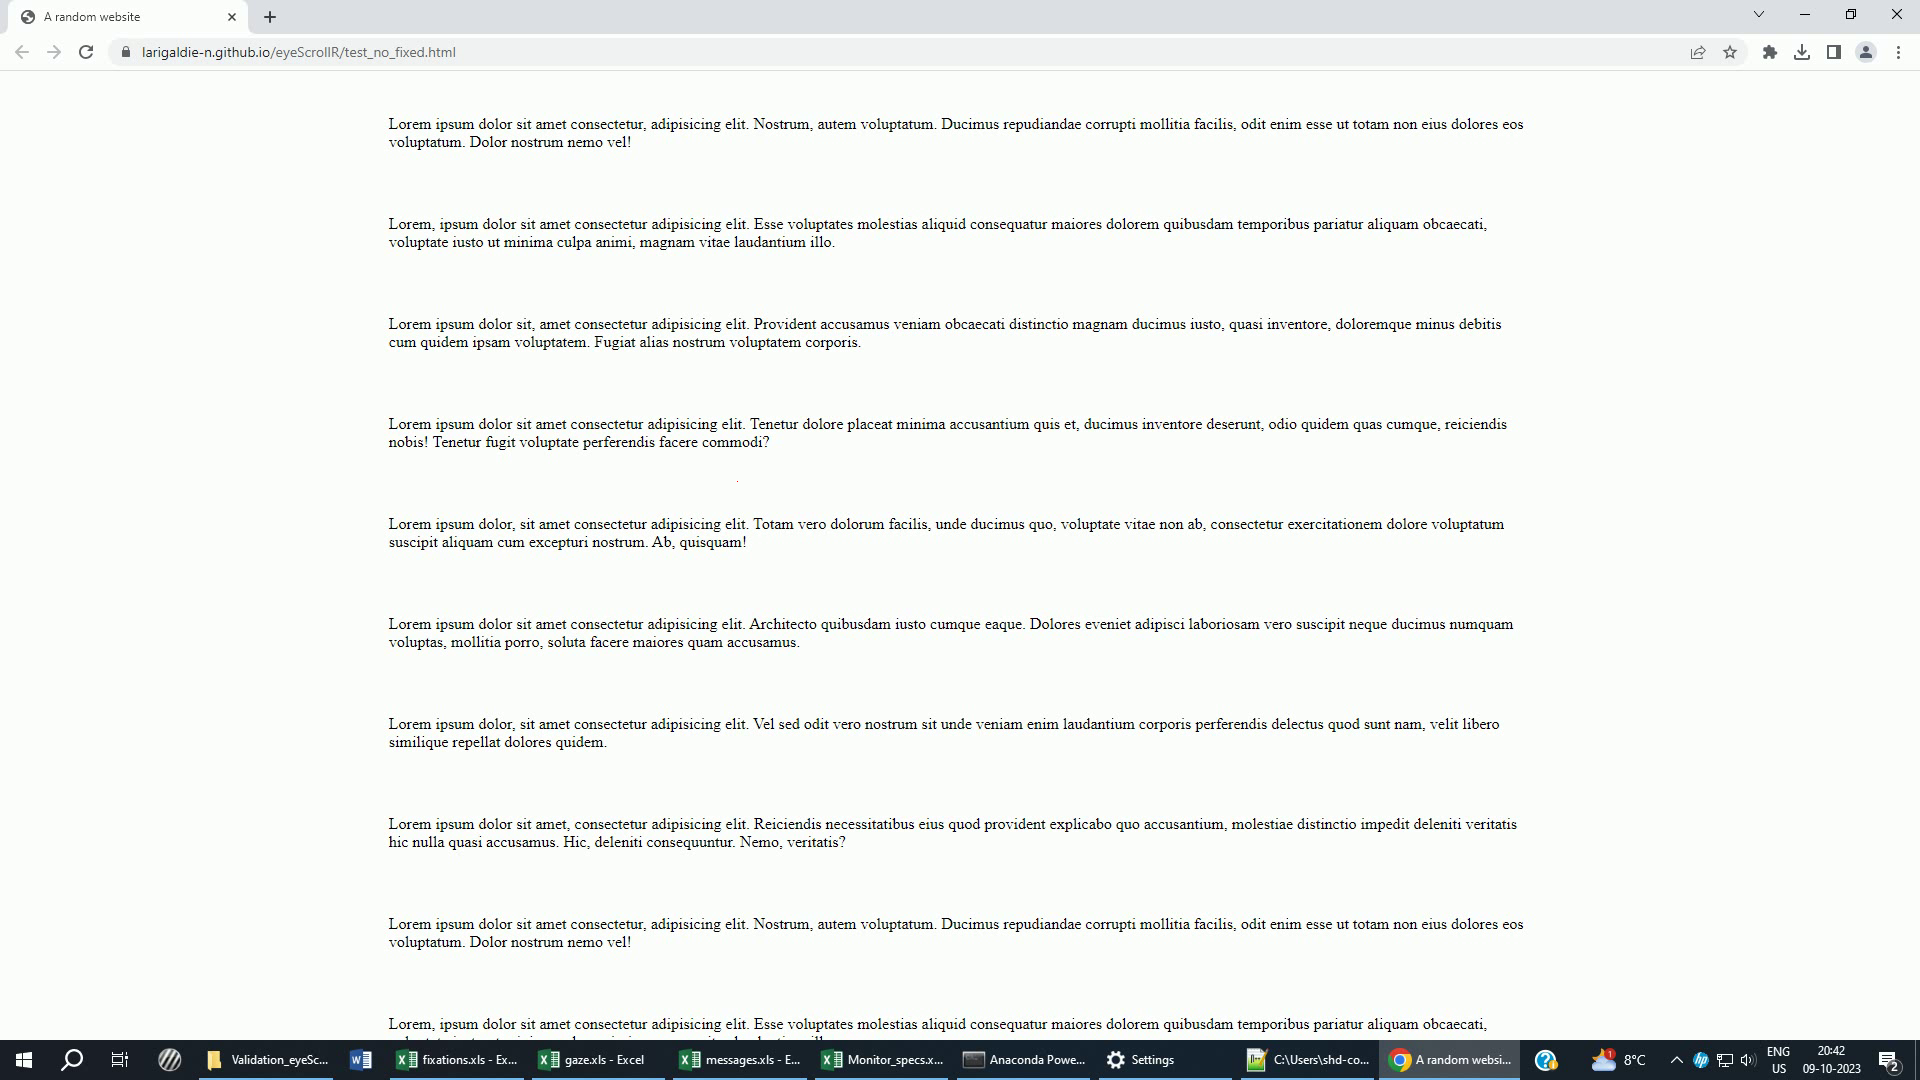 A random website
larigaldie-n.github.io/eyeScrollR/test_no_fixed.html
Lorem ipsum dolor sit amet consectetur, adipisicing elit. Nostrum, autem voluptatum. Ducimus repudiandae corrupti mollitia facilis, odit enim esse ut totam non eius dolores eos
voluptatum. Dolor nostrum nemo vel!
Lorem, ipsum dolor sit amet consectetur adipisicing elit. Esse voluptates molestias aliquid consequatur maiores dolorem quibusdam temporibus pariatur aliquam obcaecati,
voluptate iusto ut minima culpa animi, magnam vitae laudantium illo.
Lorem ipsum dolor sit, amet consectetur adipisicing elit. Provident accusamus veniam obcaecati distinctio magnam ducimus iusto, quasi inventore, doloremque minus debitis
cum quidem ipsam voluptatem. Fugiat alias nostrum voluptatem corporis.
Lorem ipsum dolor sit amet consectetur adipisicing elit. Tenetur dolore placeat minima accusantium quis et, ducimus inventore deserunt, odio quidem quas cumque, reiciendis
nobis! Tenetur fugit voluptate perferendis facere commodi?
Lorem ipsum dolor, sit amet consectetur adipisicing elit. Totam vero dolorum facilis, unde ducimus quo, voluptate vitae non ab, consectetur exercitationem dolore voluptatum
suscipit aliquam cum excepturi nostrum. Ab, quisquam!
Lorem ipsum dolor sit amet consectetur adipisicing elit. Architecto quibusdam iusto cumque eaque. Dolores eveniet adipisci laboriosam vero suscipit neque ducimus numquam
voluptas, mollitia porro, soluta facere maiores quam accusamus.
Lorem ipsum dolor, sit amet consectetur adipisicing elit. Vel sed odit vero nostrum sit unde veniam enim laudantium corporis perferendis delectus quod sunt nam, velit libero
similique repellat dolores quidem.
Lorem ipsum dolor sit amet, consectetur adipisicing elit. Reiciendis necessitatibus eius quod provident explicabo quo accusantium, molestiae distinctio impedit deleniti veritatis
hic nulla quasi accusamus. Hic, deleniti consequuntur. Nemo, veritatis?
Lorem ipsum dolor sit amet consectetur, adipisicing elit. Nostrum, autem voluptatum. Ducimus repudiandae corrupti mollitia facilis, odit enim esse ut totam non eius dolores eos
voluptatum. Dolor nostrum nemo vel!
Lorem, ipsum dolor sit amet consectetur adipisicing elit. Esse voluptates molestias aliquid consequatur maiores dolorem quibusdam temporibus pariatur aliquam obcaecati,
Validation_eyeSc... fixations.xls - Ex... gaze.xls - Excel messages.xls - E... Monitor_specs.x... Anaconda Powe... Settings C:\Users\shd-co... A random websi... 1 8°C ENG 20:42
US 09-10-2023 2